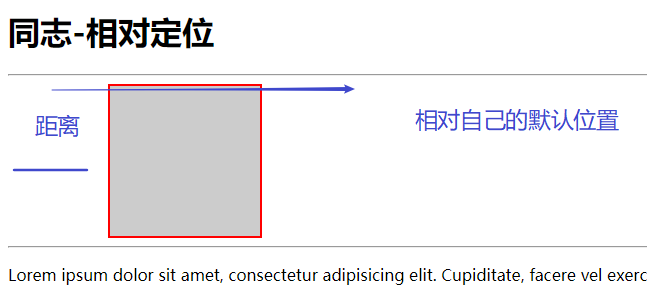 同志-相对定位
距离
相对自己的默认位置
Lorem ipsum dolor sit amet, consectetur adipisicing elit. Cupiditate, facere vel exerc